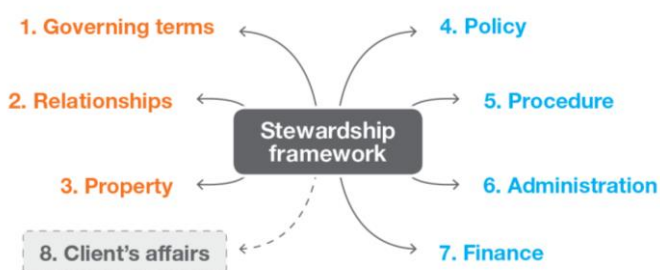 1. Governing terms
2. Relationships
3. Property
8. Client’s affairs
Stewardship
framework
4. Policy
5. Procedure
6. Administration
7. Finance